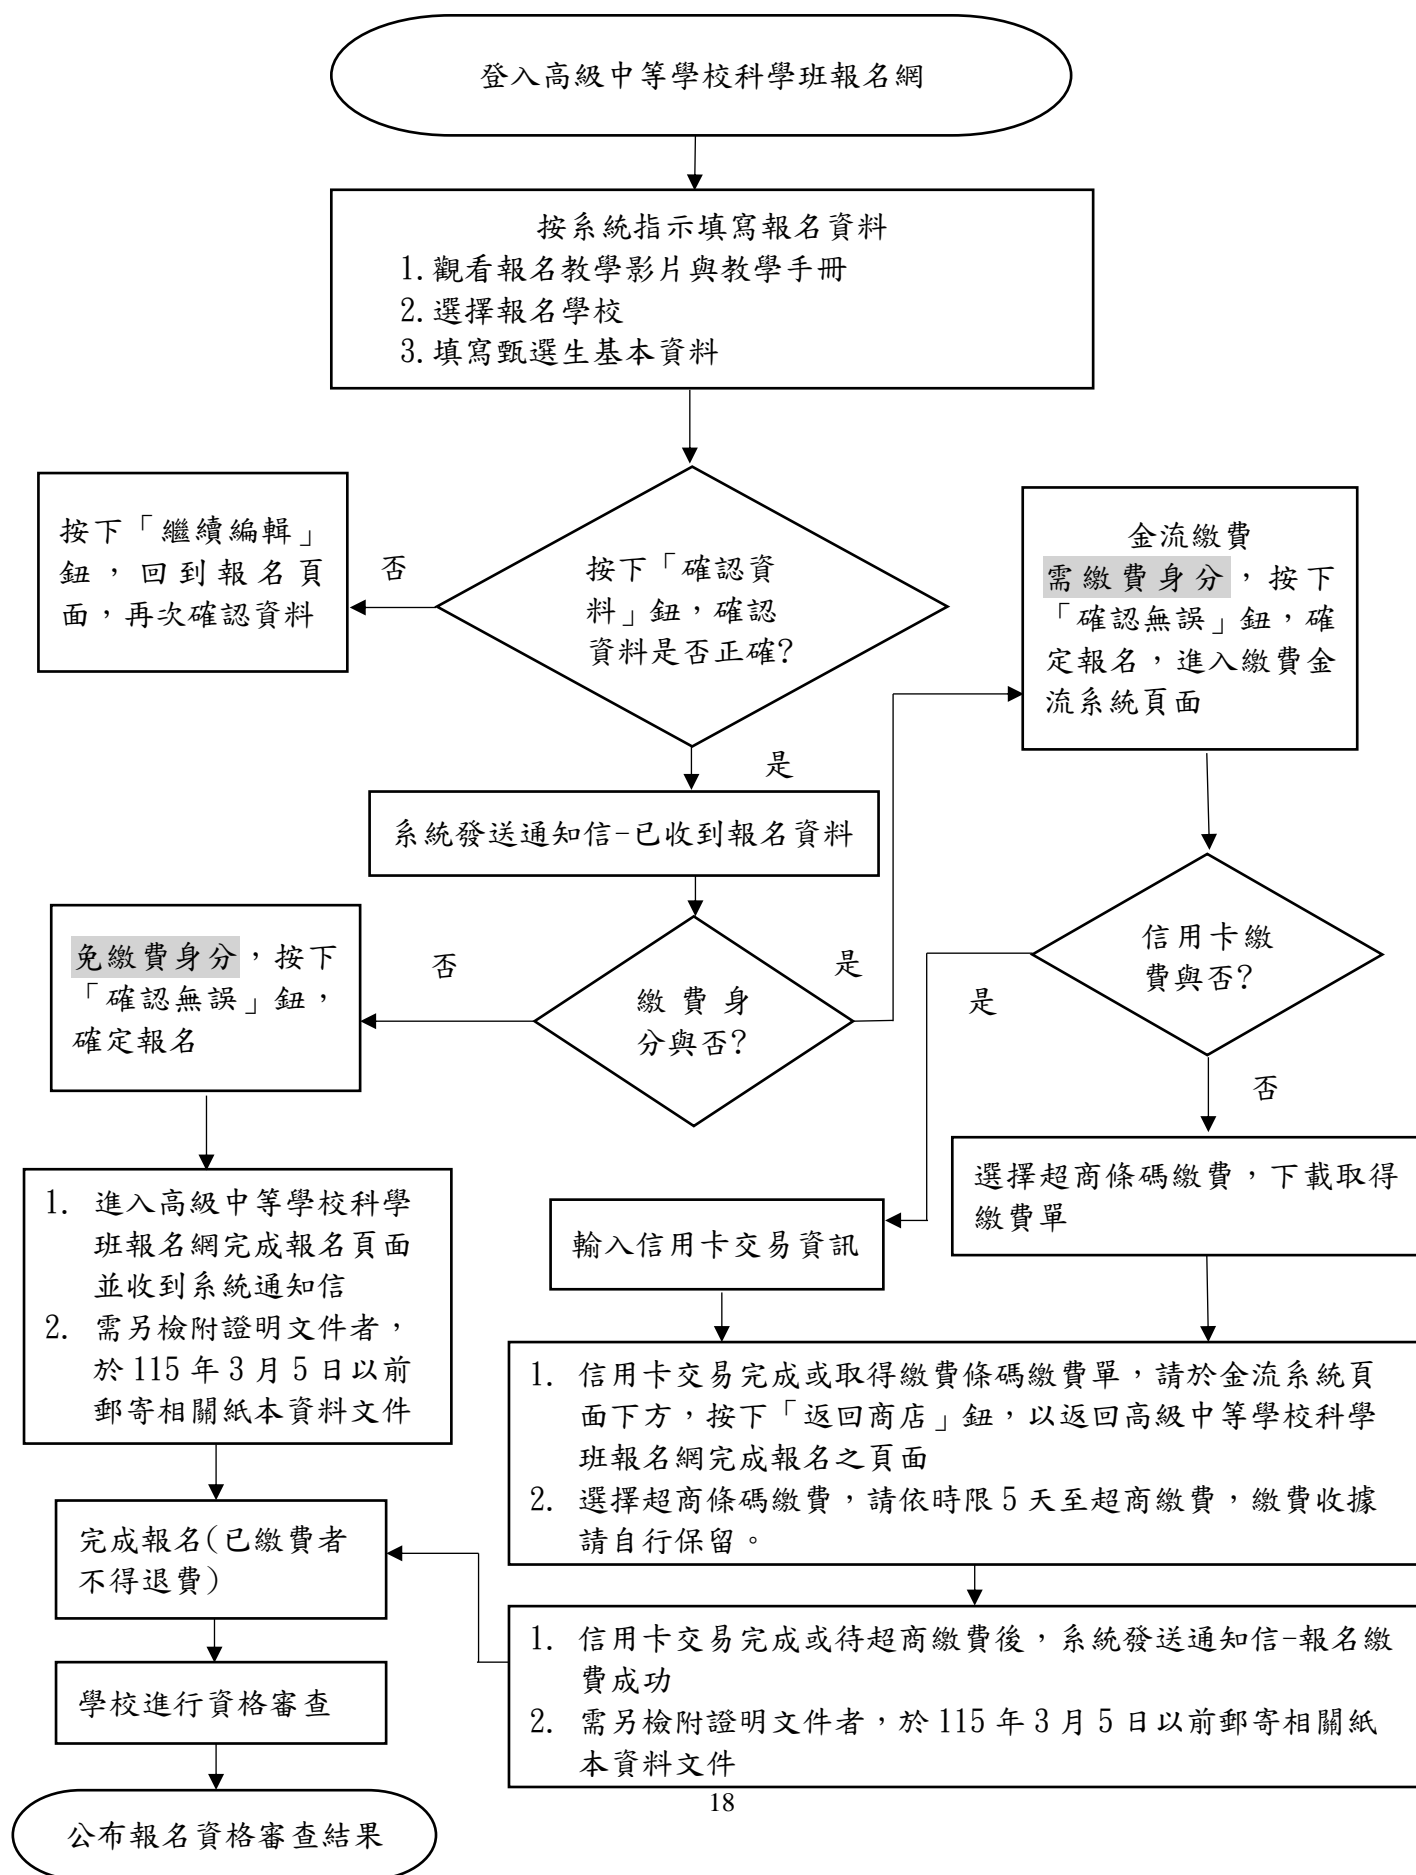 登入高級中等學校科學班報名網
按系統指示填寫報名資料
1.觀看報名教學影片與教學手冊
2.選擇報名學校
3.填寫甄選生基本資料
按下「繼續編輯」
鈕，回到報名頁
面，再次確認資料
否
按下「確認資
料」鈕，確認
資料是否正確?
金流繳費
需繳費身分，按下
「確認無誤」鈕，確
定報名，進入繳費金
流系統頁面
是
系統發送通知信-已收到報名資料
免繳費身分，按下
「確認無誤」鈕，
確定報名
否
繳費身
分與否?
是
信用卡繳
費與否?
是
否
選擇超商條碼繳費，下載取得
繳費單
輸入信用卡交易資訊
1. 進入高級中等學校科學
班報名網完成報名頁面
並收到系統通知信
2. 需另檢附證明文件者，
於 115 年 3 月 5 日以前
郵寄相關紙本資料文件
1. 信用卡交易完成或取得繳費條碼繳費單，請於金流系統頁
面下方，按下「返回商店」鈕，以返回高級中等學校科學
班報名網完成報名之頁面
2. 選擇超商條碼繳費，請依時限 5 天至超商繳費，繳費收據
請自行保留。
完成報名(已繳費者
不得退費)
1. 信用卡交易完成或待超商繳費後，系統發送通知信-報名繳
費成功
2. 需另檢附證明文件者，於 115 年 3 月 5 日以前郵寄相關紙
本資料文件
學校進行資格審查
公布報名資格審查結果
18